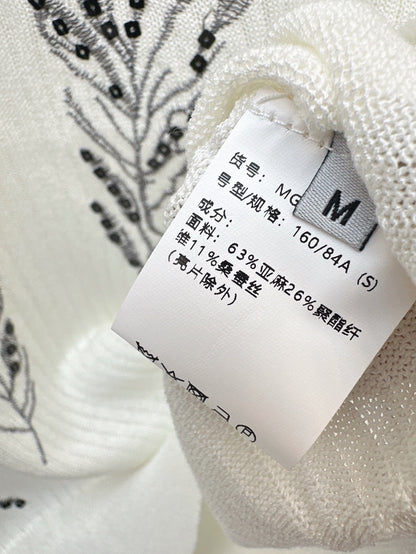 货号: MG
M
号型/规格: 160/84A (S)
成分:
面料: 63%亚麻26%聚酯纤
维11%桑蚕丝
(亮片除外)